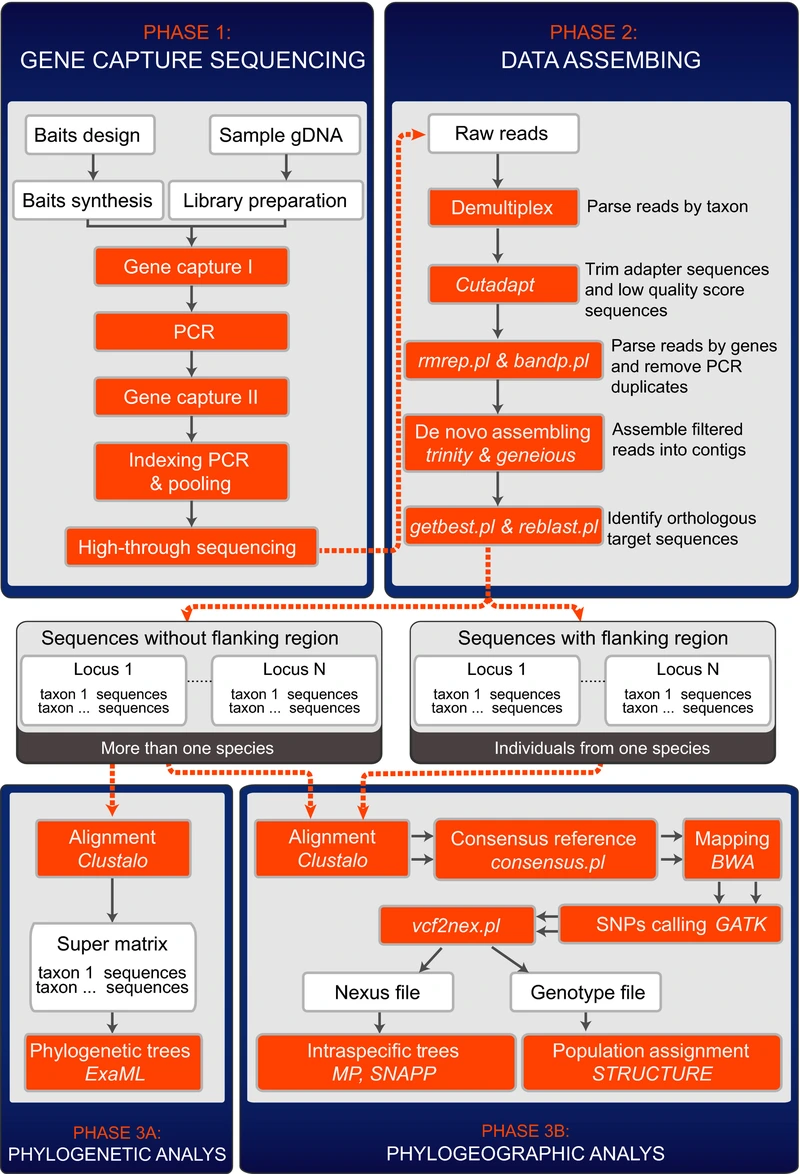 PHASE 1:
GENE CAPTURE SEQUENCING
Baits design
Sample gDNA
Baits synthesis
Library preparation
Gene capture I
PCR
Gene capture II
Indexing PCR
& pooling
High-through sequencing
PHASE 2:
DATA ASSEMBING
Raw reads
Demultiplex
Parse reads by taxon
Cutadapt
Trim adapter sequences
and low quality score
sequences
rmrep.pl & bandp.pl
Parse reads by genes
and remove PCR
duplicates
De novo assembling
trinity & geneious
Assemble filtered
reads into contigs
getbest.pl & reblast.pl
Identify orthologous
target sequences
Sequences without flanking region
Locus 1
taxon 1 sequences
taxon ... sequences
Locus N
taxon 1 sequences
taxon ... sequences
More than one species
Sequences with flanking region
Locus 1
taxon 1 sequences
taxon ... sequences
Locus N
taxon 1 sequences
taxon ... sequences
Individuals from one species
Alignment
Clustalo
Super matrix
taxon 1 sequences
taxon ... sequences
Phylogenetic trees
ExaML
PHASE 3A:
PHYLOGENETIC ANALYS
Alignment
Clustalo
Consensus reference
consensus.pl
Mapping
BWA
SNPs calling GATK
vcf2nex.pl
Nexus file
Genotype file
Intraspecific trees
MP, SNAPP
Population assignment
STRUCTURE
PHASE 3B:
PHYLOGEOGRAPHIC ANALYS